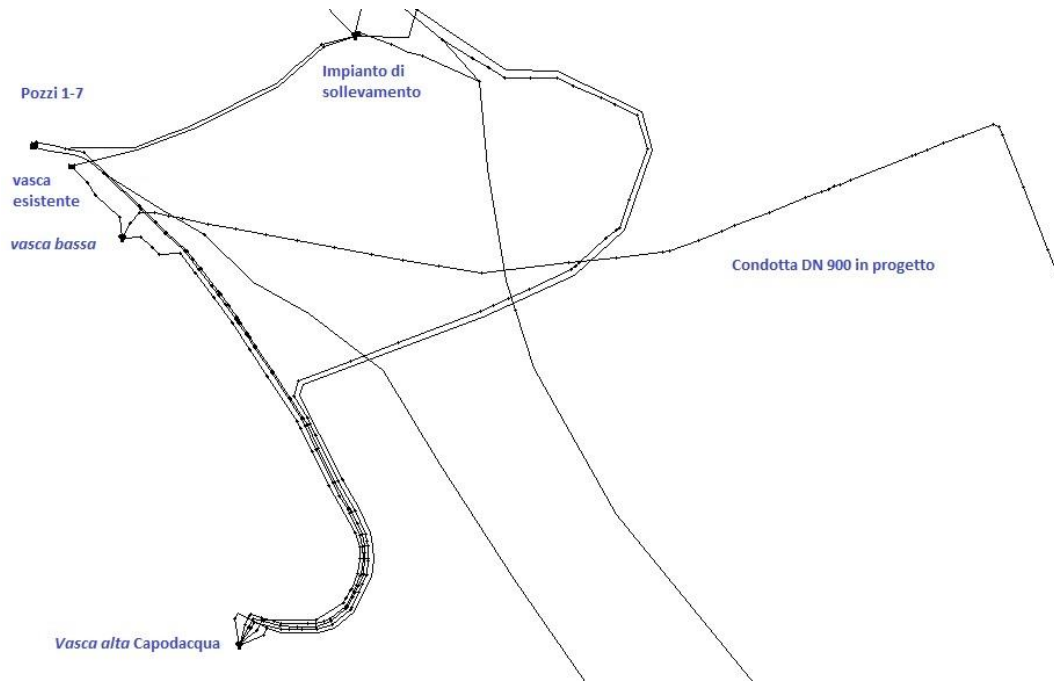 Impianto di
sollevamento
Pozzi 1-7
vasca
esistente
vasca bassa
Condotta DN 900 in progetto
Vasca alta Capodacqua